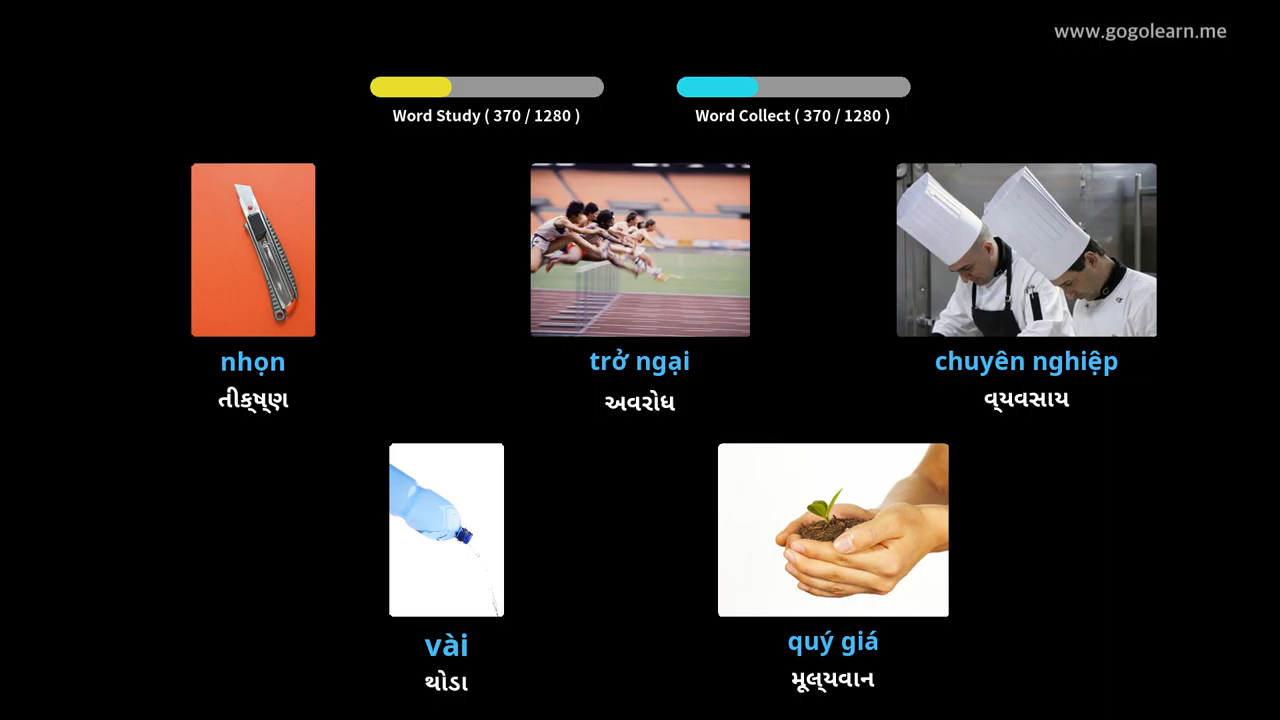 www.gogolearn.me
Word Study ( 370 / 1280 )
Word Collect ( 370 / 1280 )
nhọn
તીક્ષ્ણ
trở ngại
અવરોધ
chuyên nghiệp
વ્યવસાય
vài
થોડા
quý giá
મૂલ્યવાન